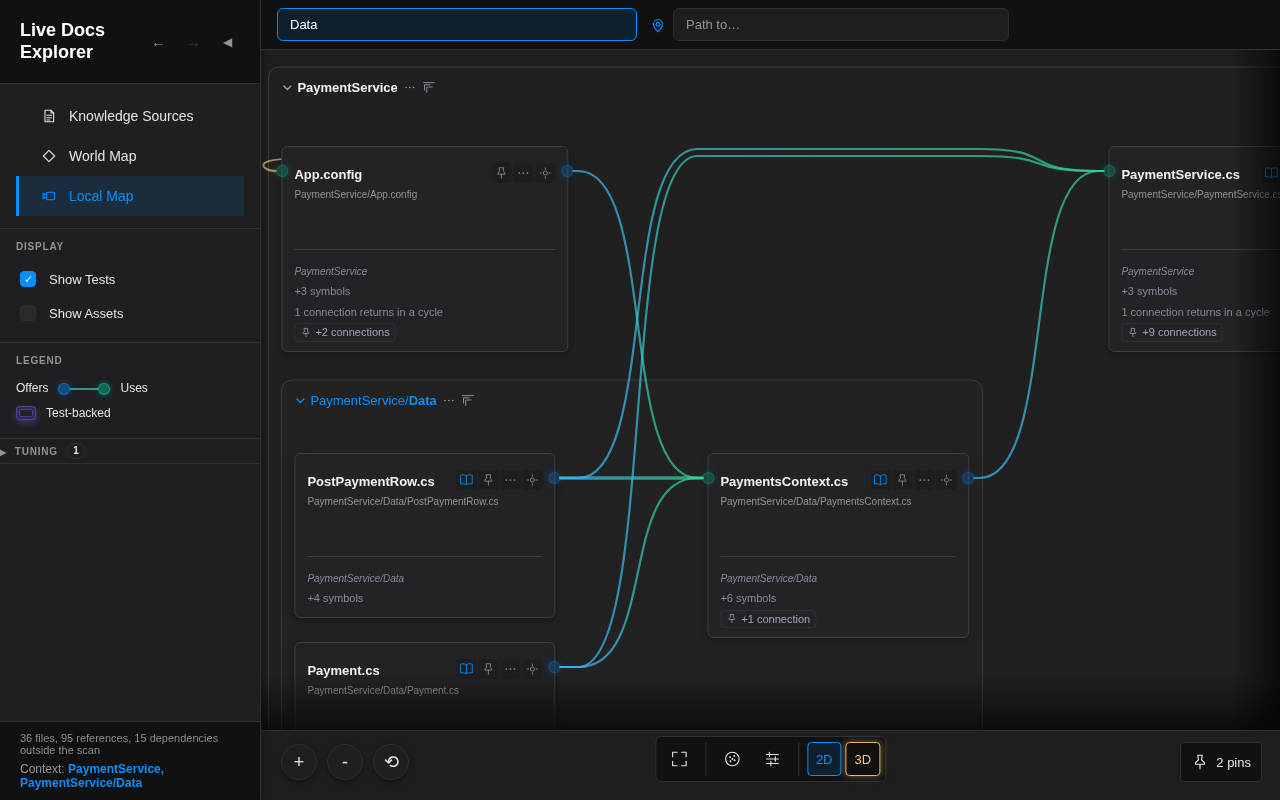 Live Docs
Explorer
← → ◀
Knowledge Sources
World Map
Local Map
DISPLAY
✓ Show Tests
Show Assets
LEGEND
Offers Uses
Test-backed
▶ TUNING 1
36 files, 95 references, 15 dependencies
outside the scan
Context: PaymentService,
PaymentService/Data
Data
Path to…
PaymentService ···
App.config
PaymentService/App.config
PaymentService
+3 symbols
1 connection returns in a cycle
+2 connections
PaymentService.cs
PaymentService/PaymentService.cs
PaymentService
+3 symbols
1 connection returns in a cycle
+9 connections
PaymentService/Data ···
PostPaymentRow.cs
PaymentService/Data/PostPaymentRow.cs
PaymentService/Data
+4 symbols
PaymentsContext.cs
PaymentService/Data/PaymentsContext.cs
PaymentService/Data
+6 symbols
+1 connection
Payment.cs
PaymentService/Data/Payment.cs
+ - ⟲
2D 3D
2 pins